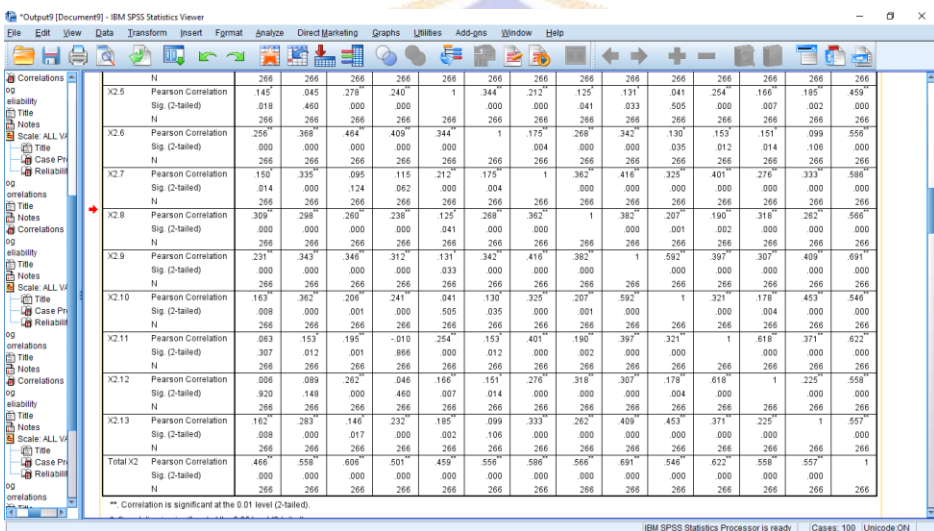 *Output9 [Document9] - IBM SPSS Statistics Viewer
File Edit View Data Transform Insert Format Analyze Direct Marketing Graphs Utilities Add-ons Window Help
Correlations
og
eliability
Title
Notes
Scale: ALL VA
Title
Case Pr
Reliabilit
og
orrelations
Title
Notes
Correlations
og
eliability
Title
Notes
Scale: ALL VA
Title
Case Pr
Reliabilit
og
orrelations
Title
Notes
Correlations
og
eliability
Title
Notes
Scale: ALL VA
Title
Case Pr
Reliabilit
og
orrelations
Title
N 266 266 266 266 266 266 266 266 266 266 266 266 266 266
X2.5 Pearson Correlation .145* .045 .278** .240** 1 .344** .212** .125* .131* .041 .254** .166** .185** .459**
Sig. (2-tailed) .018 .460 .000 .000 .000 .000 .041 .033 .505 .000 .007 .002 .000
N 266 266 266 266 266 266 266 266 266 266 266 266 266 266
X2.6 Pearson Correlation .256** .368** .464** .409** .344** 1 .175** .268** .342** .130* .153* .151* .099 .556**
Sig. (2-tailed) .000 .000 .000 .000 .000 .004 .000 .000 .035 .012 .014 .106 .000
N 266 266 266 266 266 266 266 266 266 266 266 266 266 266
X2.7 Pearson Correlation .150* .335** .095 .115 .212** .175** 1 .362** .416** .325** .401** .276** .333** .586**
Sig. (2-tailed) .014 .000 .124 .062 .000 .004 .000 .000 .000 .000 .000 .000 .000
N 266 266 266 266 266 266 266 266 266 266 266 266 266 266
X2.8 Pearson Correlation .309** .298** .260** .238** .125* .268** .362** 1 .382** .207** .190** .318** .262** .566**
Sig. (2-tailed) .000 .000 .000 .000 .041 .000 .000 .000 .001 .002 .000 .000 .000
N 266 266 266 266 266 266 266 266 266 266 266 266 266 266
X2.9 Pearson Correlation .231** .343** .346** .312** .131* .342** .416** .382** 1 .592** .397** .307** .409** .691**
Sig. (2-tailed) .000 .000 .000 .000 .033 .000 .000 .000 .000 .000 .000 .000 .000
N 266 266 266 266 266 266 266 266 266 266 266 266 266 266
X2.10 Pearson Correlation .163** .362** .206** .241** .041 .130* .325** .207** .592** 1 .321** .178** .453** .546**
Sig. (2-tailed) .008 .000 .001 .000 .505 .035 .000 .001 .000 .000 .004 .000 .000
N 266 266 266 266 266 266 266 266 266 266 266 266 266 266
X2.11 Pearson Correlation .063 .153* .195** -.010 .254** .153* .401** .190** .397** .321** 1 .618** .371** .622**
Sig. (2-tailed) .307 .012 .001 .866 .000 .012 .000 .002 .000 .000 .000 .000 .000
N 266 266 266 266 266 266 266 266 266 266 266 266 266 266
X2.12 Pearson Correlation .006 .089 .262** .046 .166** .151* .276** .318** .307** .178** .618** 1 .225** .558**
Sig. (2-tailed) .920 .148 .000 .460 .007 .014 .000 .000 .000 .004 .000 .000 .000
N 266 266 266 266 266 266 266 266 266 266 266 266 266 266
X2.13 Pearson Correlation .162** .283** .146* .232** .185** .099 .333** .262** .409** .453** .371** .225** 1 .557**
Sig. (2-tailed) .008 .000 .017 .000 .002 .106 .000 .000 .000 .000 .000 .000 .000
N 266 266 266 266 266 266 266 266 266 266 266 266 266 266
Total X2 Pearson Correlation .466** .558** .606** .501** .459** .556** .586** .566** .691** .546** .622** .558** .557** 1
Sig. (2-tailed) .000 .000 .000 .000 .000 .000 .000 .000 .000 .000 .000 .000 .000
N 266 266 266 266 266 266 266 266 266 266 266 266 266 266
**. Correlation is significant at the 0.01 level (2-tailed).
IBM SPSS Statistics Processor is ready Cases: 100 Unicode:ON